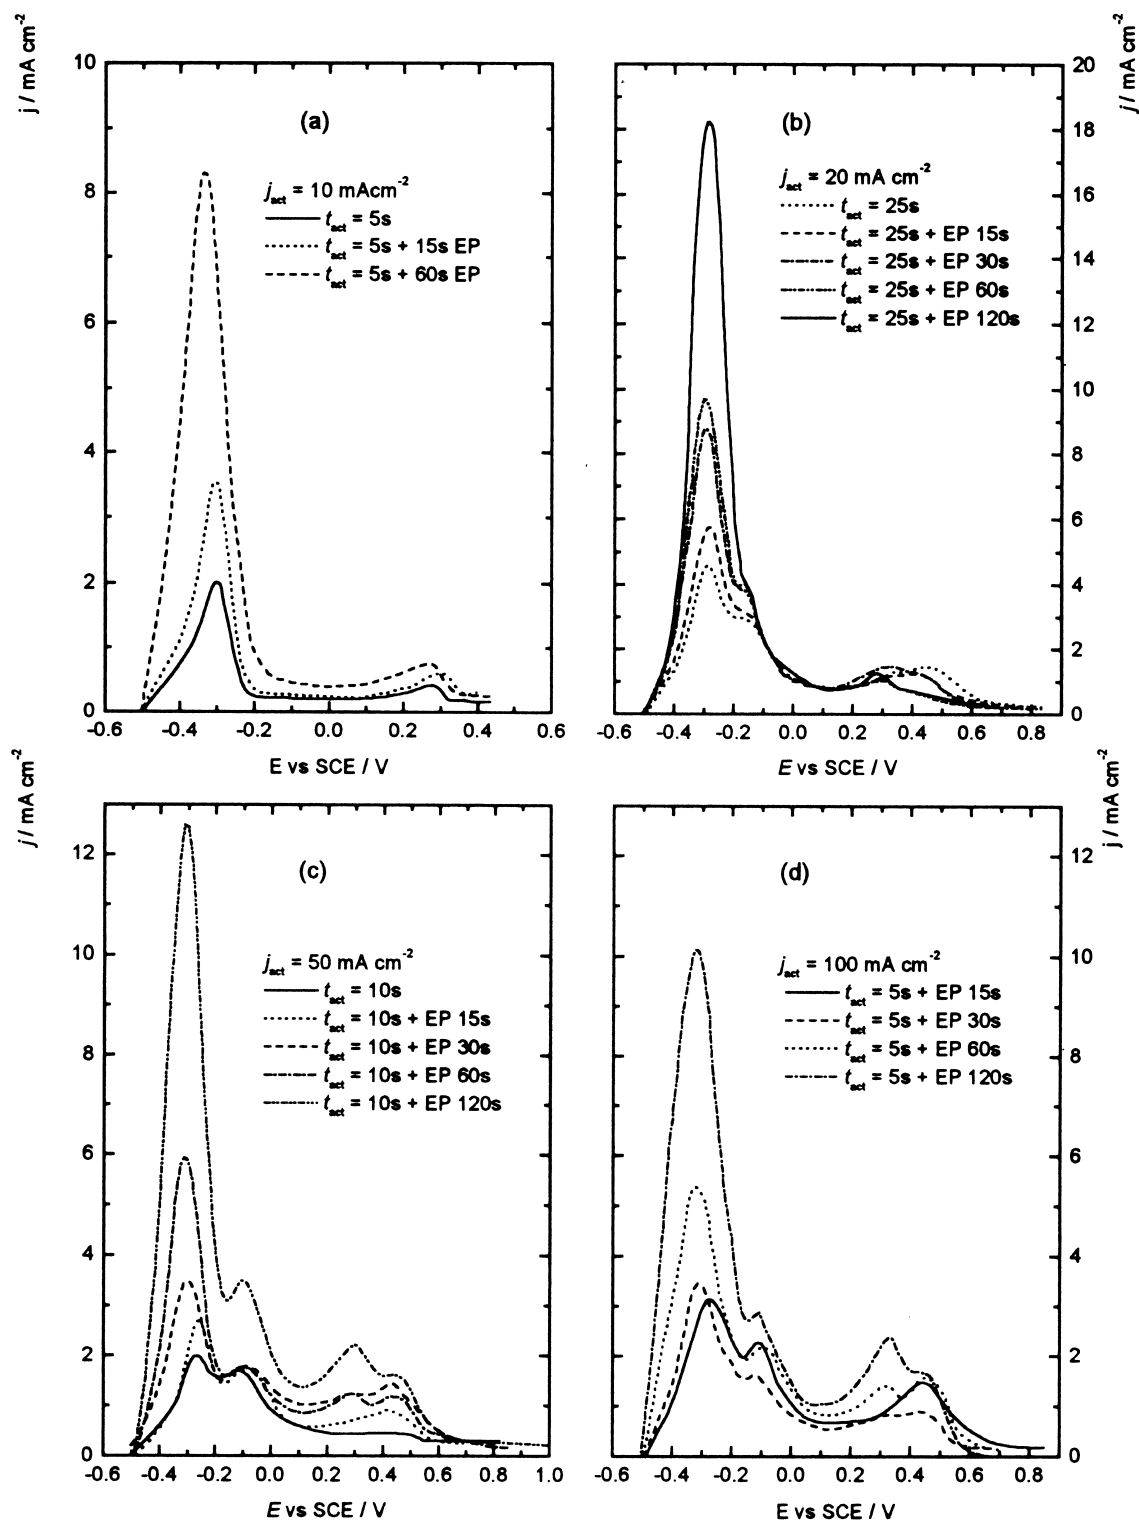 j / mA cm-2
10
8
6
4
2
0
(a)
jact = 10 mAcm-2
tact = 5s
tact = 5s + 15s EP
tact = 5s + 60s EP
-0.6 -0.4 -0.2 0.0 0.2 0.4 0.6
E vs SCE / V
j / mA cm-2
20
18
16
14
12
10
8
6
4
2
0
(b)
jact = 20 mA cm-2
tact = 25s
tact = 25s + EP 15s
tact = 25s + EP 30s
tact = 25s + EP 60s
tact = 25s + EP 120s
-0.6 -0.4 -0.2 0.0 0.2 0.4 0.6 0.8
E vs SCE / V
j / mA cm-2
12
10
8
6
4
2
0
(c)
jact = 50 mA cm-2
tact = 10s
tact = 10s + EP 15s
tact = 10s + EP 30s
tact = 10s + EP 60s
tact = 10s + EP 120s
-0.6 -0.4 -0.2 0.0 0.2 0.4 0.6 0.8 1.0
E vs SCE / V
j / mA cm-2
12
10
8
6
4
2
0
(d)
jact = 100 mA cm-2
tact = 5s + EP 15s
tact = 5s + EP 30s
tact = 5s + EP 60s
tact = 5s + EP 120s
-0.6 -0.4 -0.2 0.0 0.2 0.4 0.6 0.8
E vs SCE / V